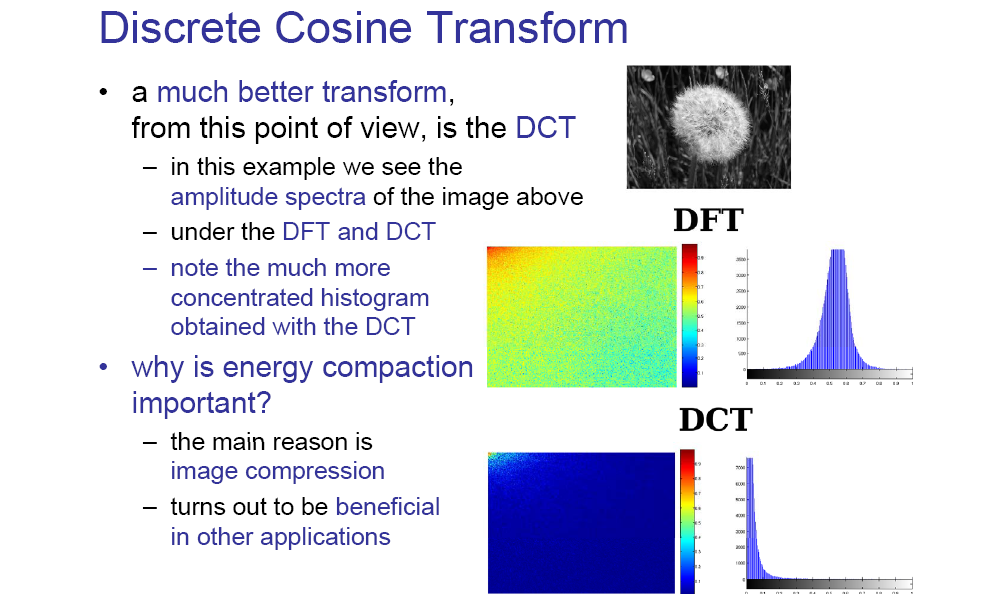 Discrete Cosine Transform
• a much better transform,
from this point of view, is the DCT
– in this example we see the
amplitude spectra of the image above
– under the DFT and DCT
– note the much more
concentrated histogram
obtained with the DCT
• why is energy compaction
important?
– the main reason is
image compression
– turns out to be beneficial
in other applications
DFT
DCT